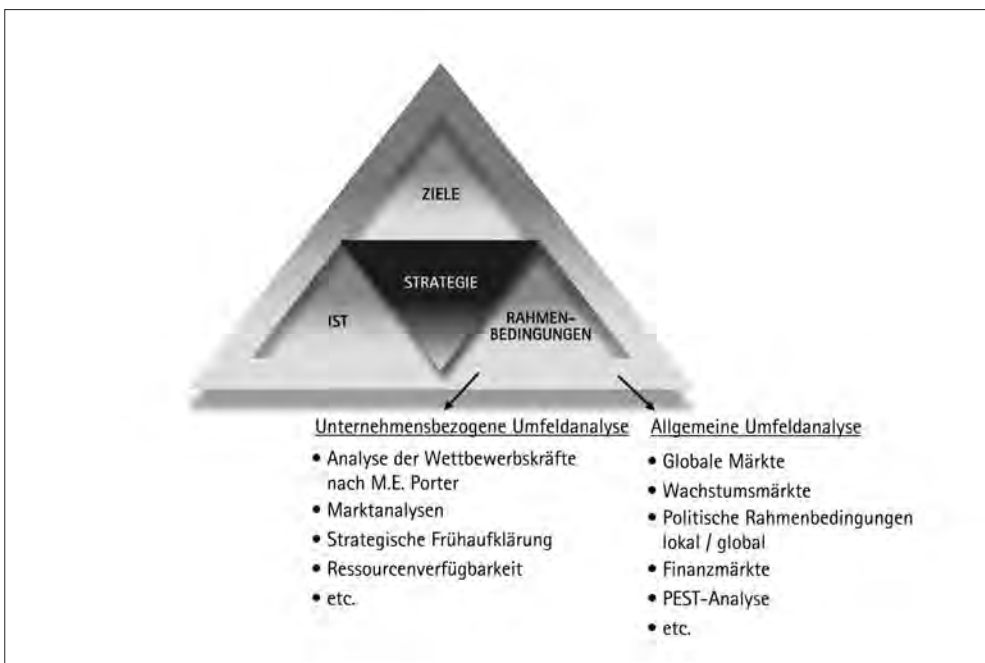 ZIELE
STRATEGIE
IST
RAHMEN-
BEDINGUNGEN
Unternehmensbezogene Umfeldanalyse
• Analyse der Wettbewerbskräfte
nach M.E. Porter
• Marktanalysen
• Strategische Frühaufklärung
• Ressourcenverfügbarkeit
• etc.
Allgemeine Umfeldanalyse
• Globale Märkte
• Wachstumsmärkte
• Politische Rahmenbedingungen
lokal / global
• Finanzmärkte
• PEST-Analyse
• etc.